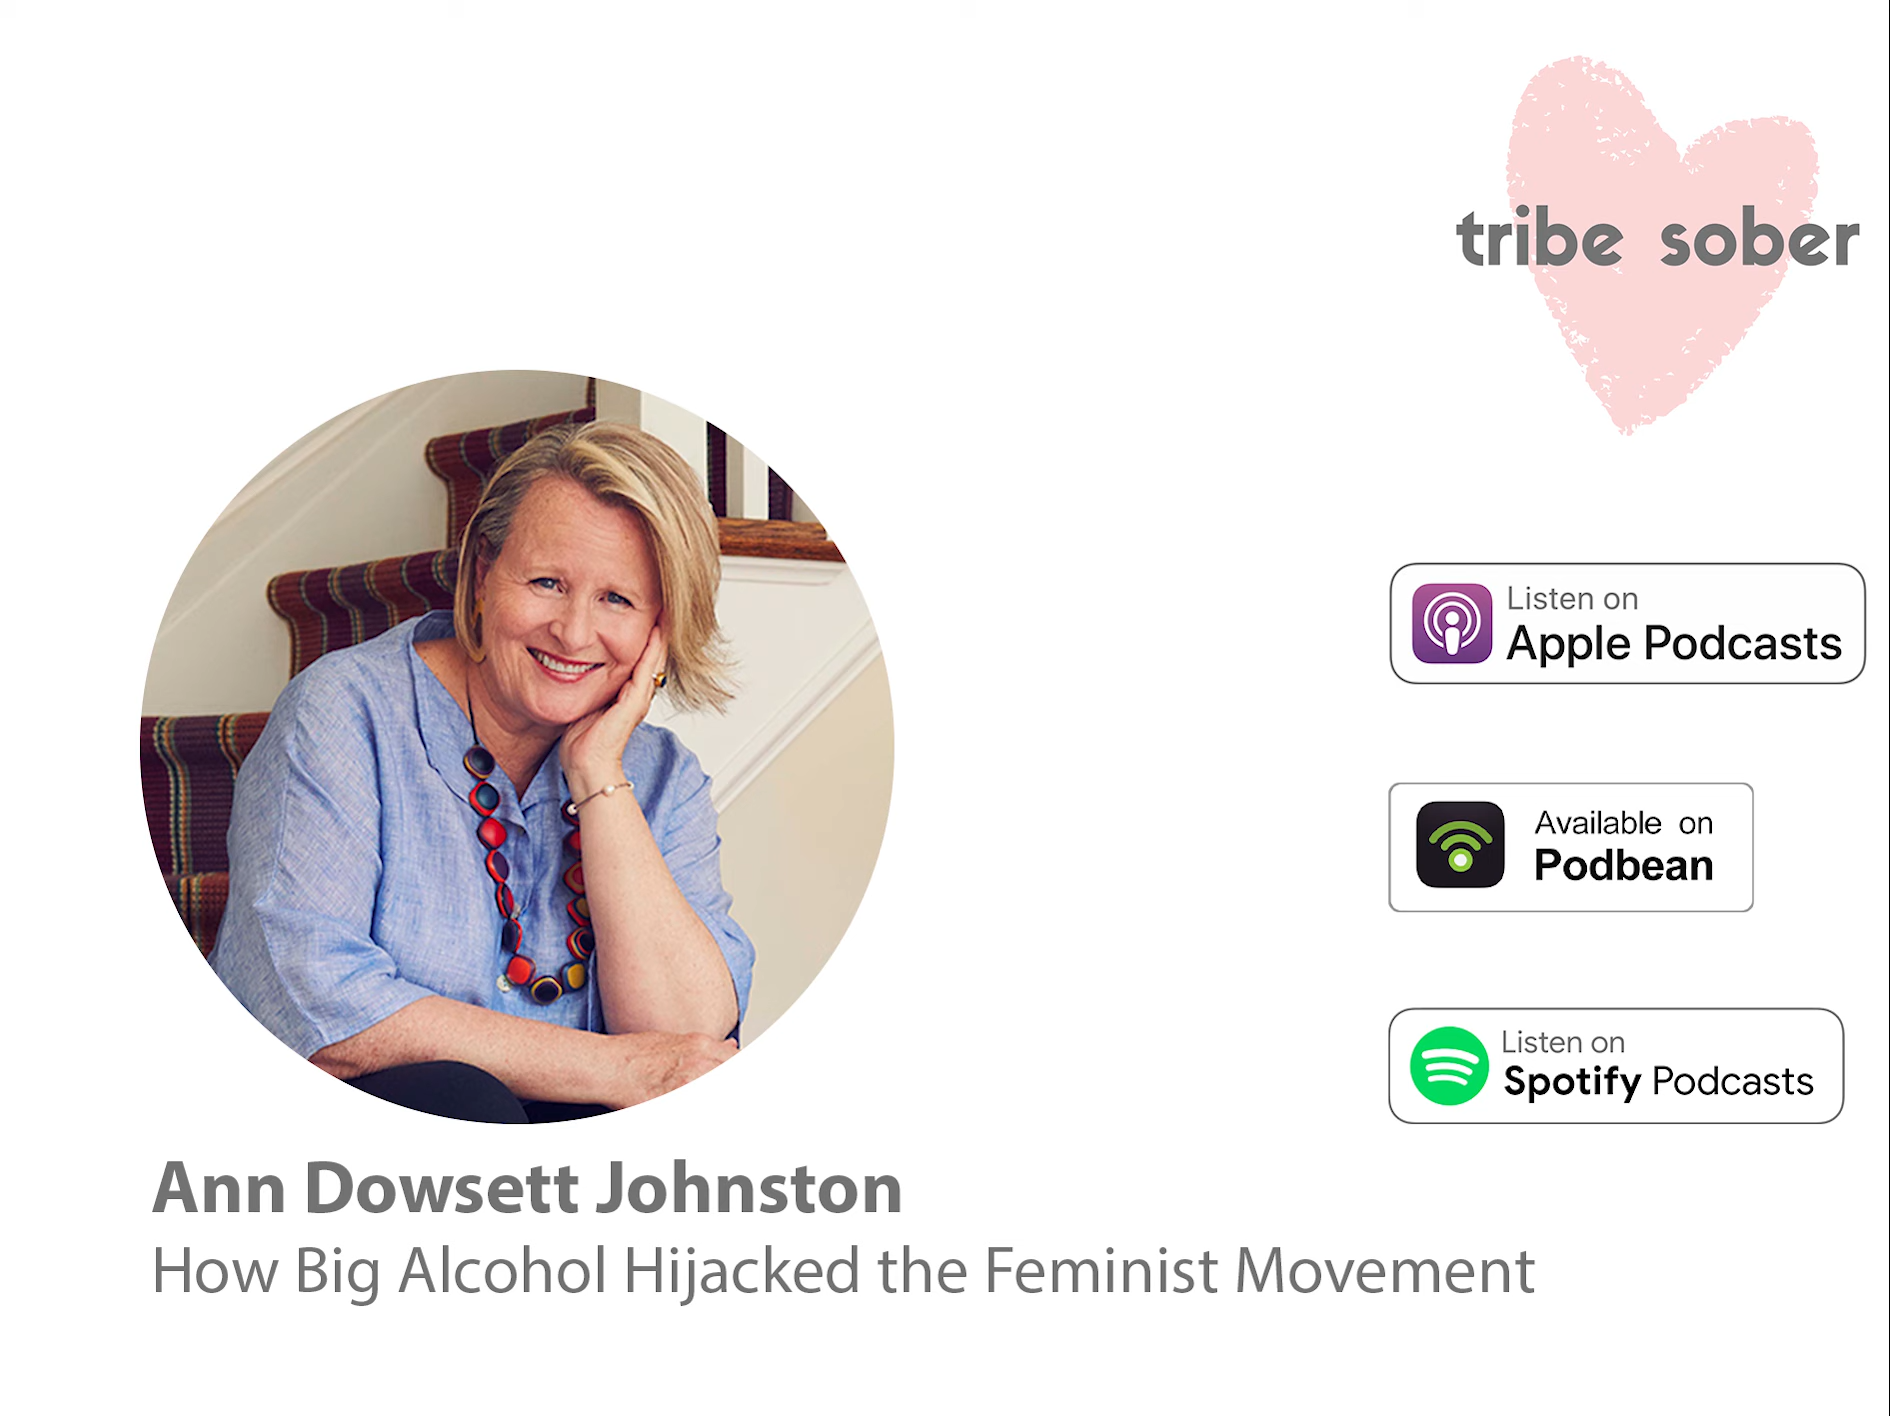 tribe sober
Listen on
Apple Podcasts
Available on
Podbean
Listen on
Spotify Podcasts
Ann Dowsett Johnston
How Big Alcohol Hijacked the Feminist Movement